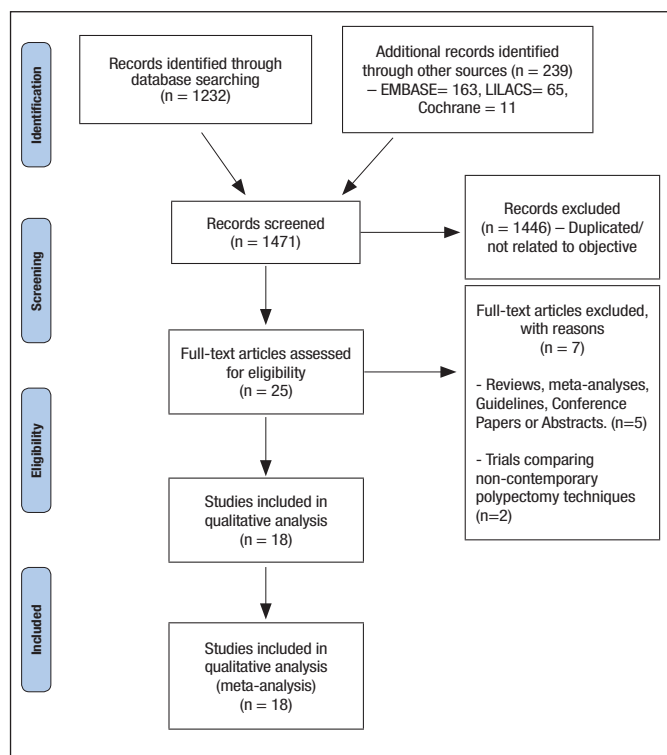 Identification
Records identified through
database searching
(n = 1232)
Additional records identified
through other sources (n = 239)
– EMBASE= 163, LILACS= 65,
Cochrane = 11
Screening
Records screened
(n = 1471)
Records excluded
(n = 1446) – Duplicated/
not related to objective
Full-text articles assessed
for eligibility
(n = 25)
Full-text articles excluded,
with reasons
(n = 7)
- Reviews, meta-analyses,
Guidelines, Conference
Papers or Abstracts. (n=5)
- Trials comparing
non-contemporary
polypectomy techniques
(n=2)
Eligibility
Studies included in
qualitative analysis
(n = 18)
Included
Studies included in
qualitative analysis
(meta-analysis)
(n = 18)